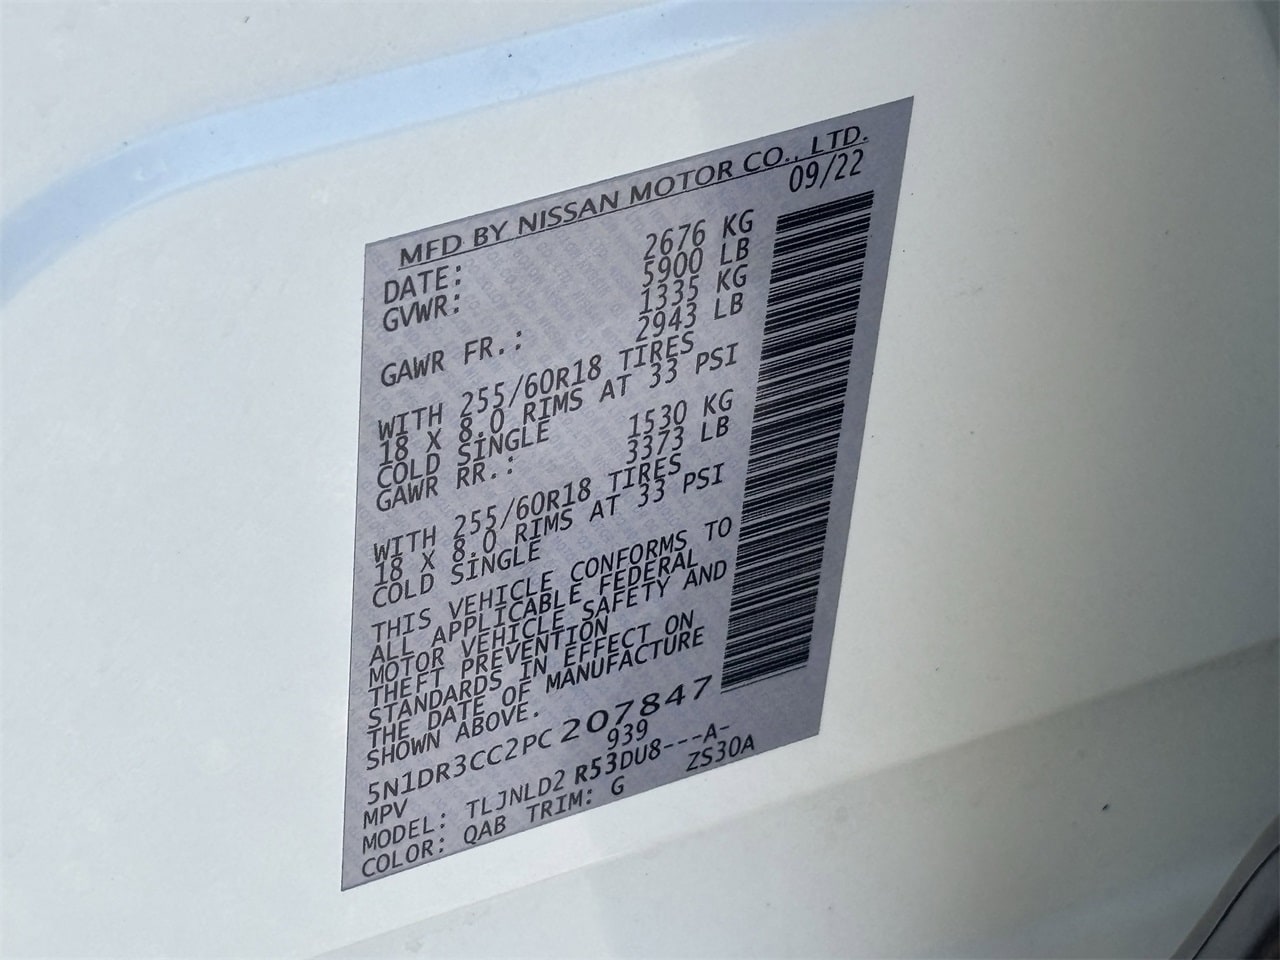 MFD BY NISSAN MOTOR CO., LTD.
DATE: 09/22
GVWR: 2676 KG
5900 LB
GAWR FR.: 1335 KG
2943 LB
WITH 255/60R18 TIRES
18 X 8.0 RIMS AT 33 PSI
COLD SINGLE
GAWR RR.: 1530 KG
3373 LB
WITH 255/60R18 TIRES
18 X 8.0 RIMS AT 33 PSI
COLD SINGLE
THIS VEHICLE CONFORMS TO
ALL APPLICABLE FEDERAL
MOTOR VEHICLE SAFETY AND
THEFT PREVENTION
STANDARDS IN EFFECT ON
THE DATE OF MANUFACTURE
SHOWN ABOVE.
5N1DR3CC2PC207847
MPV 939
MODEL: TLJNLD2 R53DU8---A-
COLOR: QAB TRIM: G ZS30A